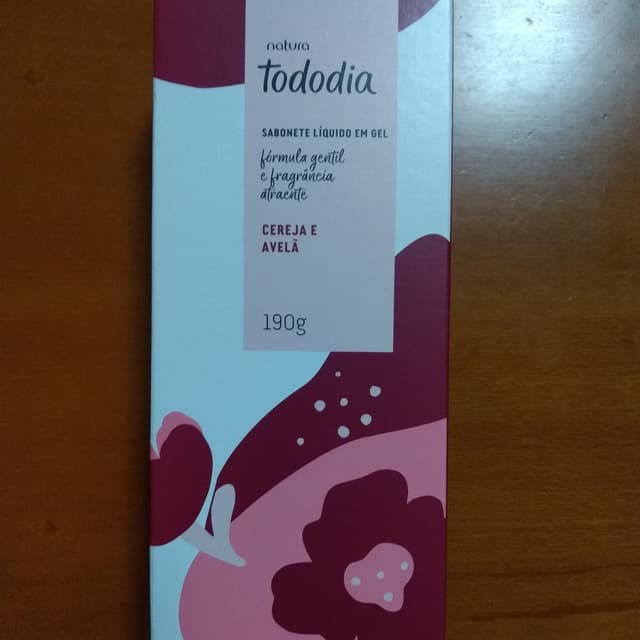 natura
Tododia
SABONETE LÍQUIDO EM GEL
fórmula gentil
e fragrância
atraente
CEREJA E
AVELÃ
190g